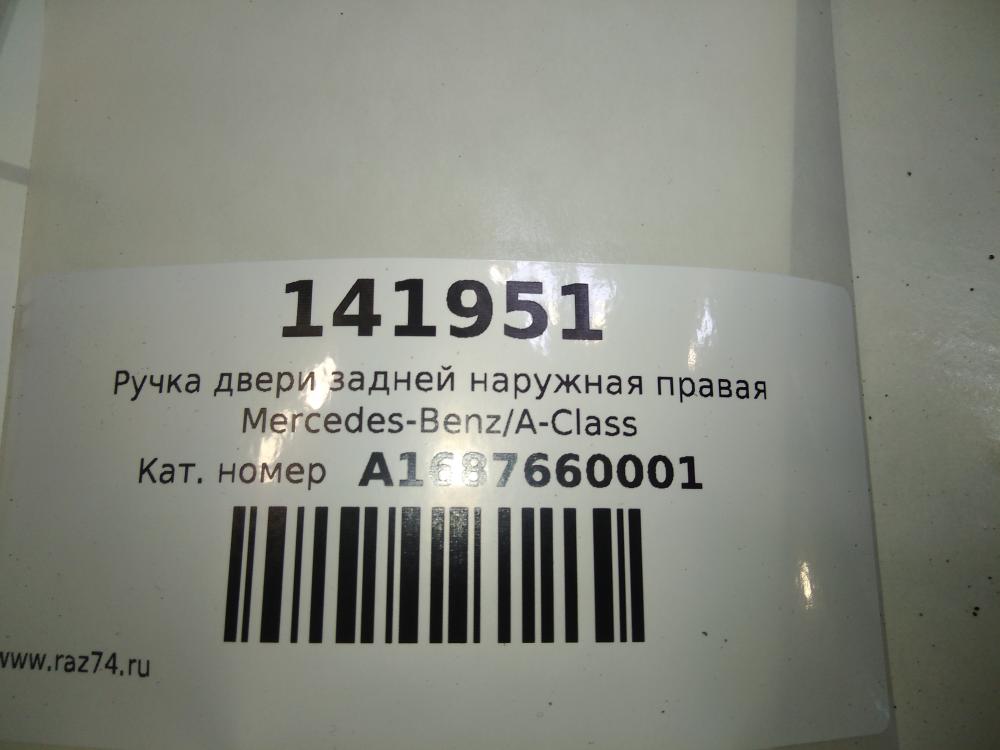 141951
Ручка двери задней наружная правая
Mercedes-Benz/A-Class
Кат. номер A1687660001
www.raz74.ru